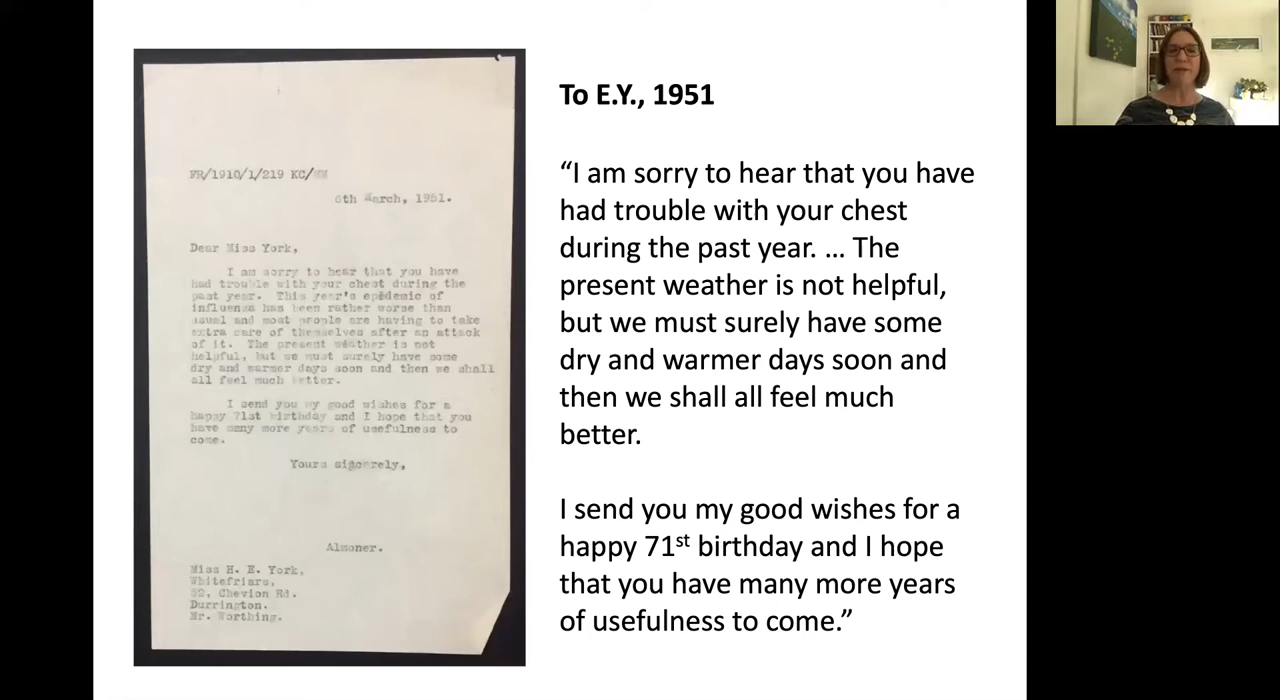 FR/1910/1/219 KC/
6th March, 1951.
Dear Miss York,
I am sorry to hear that you have
had trouble with your chest during the
past year. This year's epedemic of
influenza has been rather worse than
usual and most people are having to take
extra care of themselves after an attack
of it. The present weather is not
helpful, but we must surely have some
dry and warmer days soon and then we shall
all feel much better.
I send you my good wishes for a
happy 71st birthday and I hope that you
have many more years of usefulness to
come.
Yours sincerely,
Almoner.
Miss H. E. York,
Whitefriars,
Chevion Rd.
Durrington.
Nr. Worthing.
To E.Y., 1951
“I am sorry to hear that you have
had trouble with your chest
during the past year. ... The
present weather is not helpful,
but we must surely have some
dry and warmer days soon and
then we shall all feel much
better.
I send you my good wishes for a
happy 71st birthday and I hope
that you have many more years
of usefulness to come.”